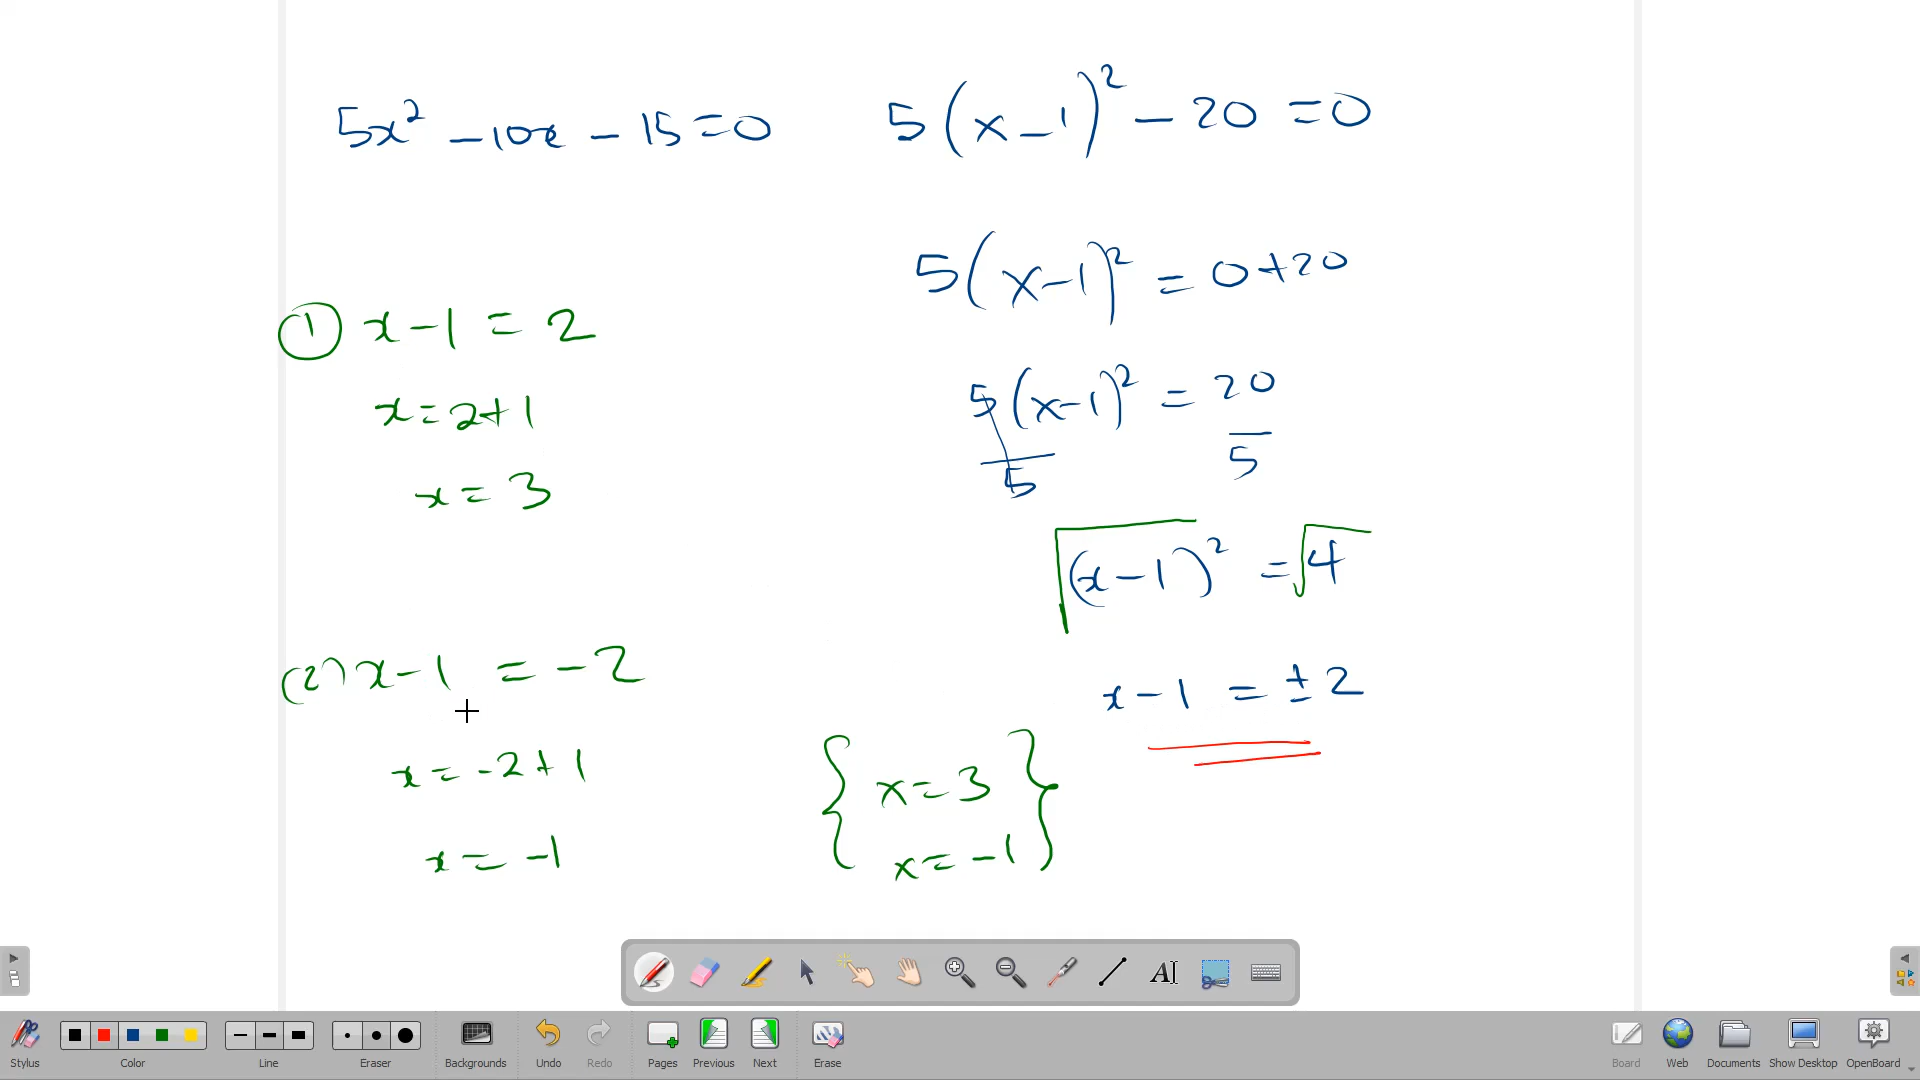 5x² - 10x - 15 = 0
5(x-1)² - 20 = 0
5(x-1)² = 0+20
5(x-1)² = 20
5 5
√(x-1)² = √4
x-1 = ±2
① x-1 = 2
x = 2+1
x = 3
(2) x-1 = -2
x = -2+1
x = -1
{ x = 3
x = -1 }
AI
Stylus Color Line Eraser Backgrounds Undo Redo Pages Previous Next Erase Board Web Documents Show Desktop OpenBoard